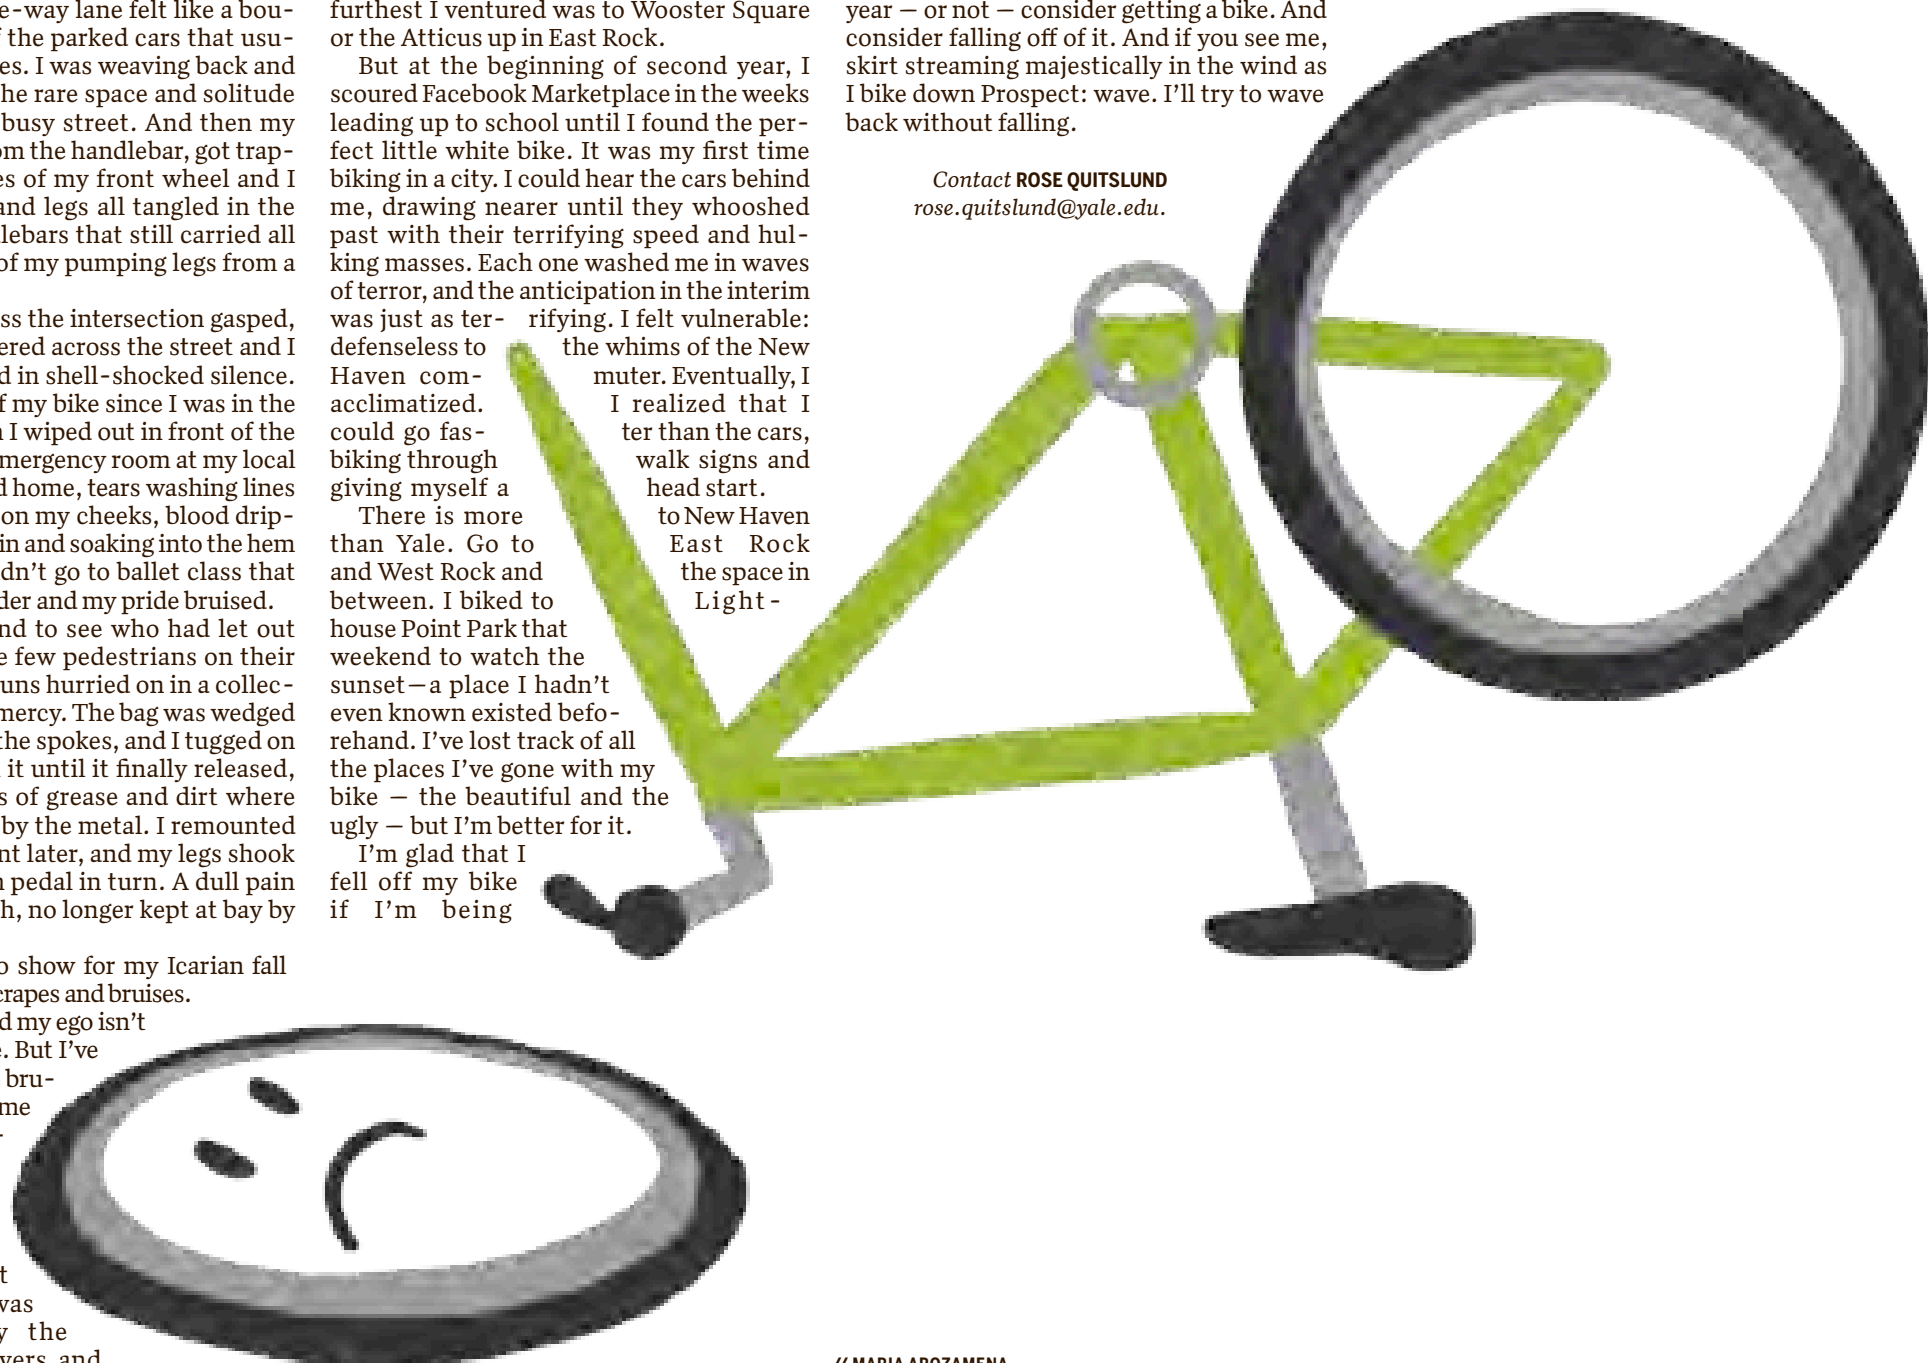 e-way lane felt like a bou-
f the parked cars that usu-
es. I was weaving back and
he rare space and solitude
busy street. And then my
om the handlebar, got trap-
es of my front wheel and I
and legs all tangled in the
lebars that still carried all
of my pumping legs from a
ss the intersection gasped,
ered across the street and I
d in shell-shocked silence.
f my bike since I was in the
n I wiped out in front of the
mergency room at my local
d home, tears washing lines
on my cheeks, blood drip-
in and soaking into the hem
dn't go to ballet class that
der and my pride bruised.
nd to see who had let out
e few pedestrians on their
uns hurried on in a collec-
mercy. The bag was wedged
the spokes, and I tugged on
it until it finally released,
s of grease and dirt where
by the metal. I remounted
nt later, and my legs shook
n pedal in turn. A dull pain
h, no longer kept at bay by
o show for my Icarian fall
crapes and bruises.
d my ego isn't
e. But I've
bru-
me
-
t
was
y the
vers and
furthest I ventured was to Wooster Square
or the Atticus up in East Rock.
But at the beginning of second year, I
scoured Facebook Marketplace in the weeks
leading up to school until I found the per-
fect little white bike. It was my first time
biking in a city. I could hear the cars behind
me, drawing nearer until they whooshed
past with their terrifying speed and hul-
king masses. Each one washed me in waves
of terror, and the anticipation in the interim
was just as ter- rifying. I felt vulnerable:
defenseless to the whims of the New
Haven com- muter. Eventually, I
acclimatized. I realized that I
could go fas- ter than the cars,
biking through walk signs and
giving myself a head start.
There is more to New Haven
than Yale. Go to East Rock
and West Rock and the space in
between. I biked to Light-
house Point Park that
weekend to watch the
sunset—a place I hadn't
even known existed befo-
rehand. I've lost track of all
the places I've gone with my
bike — the beautiful and the
ugly — but I'm better for it.
I'm glad that I
fell off my bike
if I'm being
year — or not — consider getting a bike. And
consider falling off of it. And if you see me,
skirt streaming majestically in the wind as
I bike down Prospect: wave. I'll try to wave
back without falling.
Contact ROSE QUITSLUND
rose.quitslund@yale.edu.
// MARIA AROZAMENA